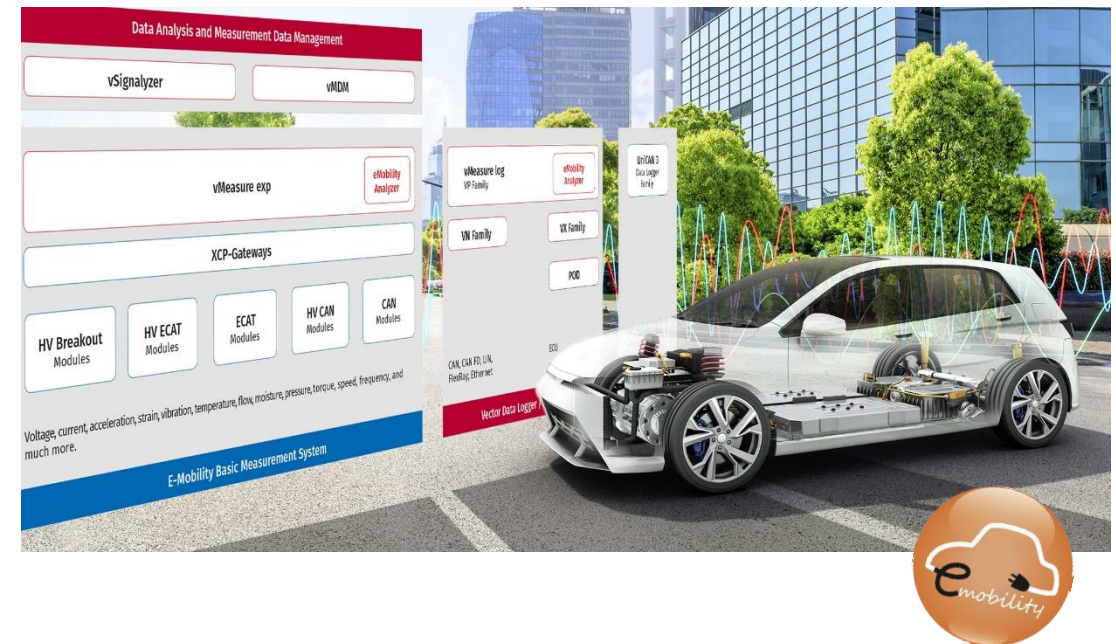 Data Analysis and Measurement Data Management
vSignalyzer
vMDM
vMeasure exp
eMobility
Analyzer
XCP-Gateways
HV Breakout
Modules
HV ECAT
Modules
ECAT
Modules
HV CAN
Modules
CAN
Modules
Voltage, current, acceleration, strain, vibration, temperature, flow, moisture, pressure, torque, speed, frequency, and
much more.
E-Mobility Basic Measurement System
vMeasure log
VP Family
eMobility
Analyzer
VN Family
VX Family
POD
CAN, CAN FD, LIN,
FlexRay, Ethernet
ECU
Vector Data Logger
UniCAN 3
Data Logger
Family
emobility